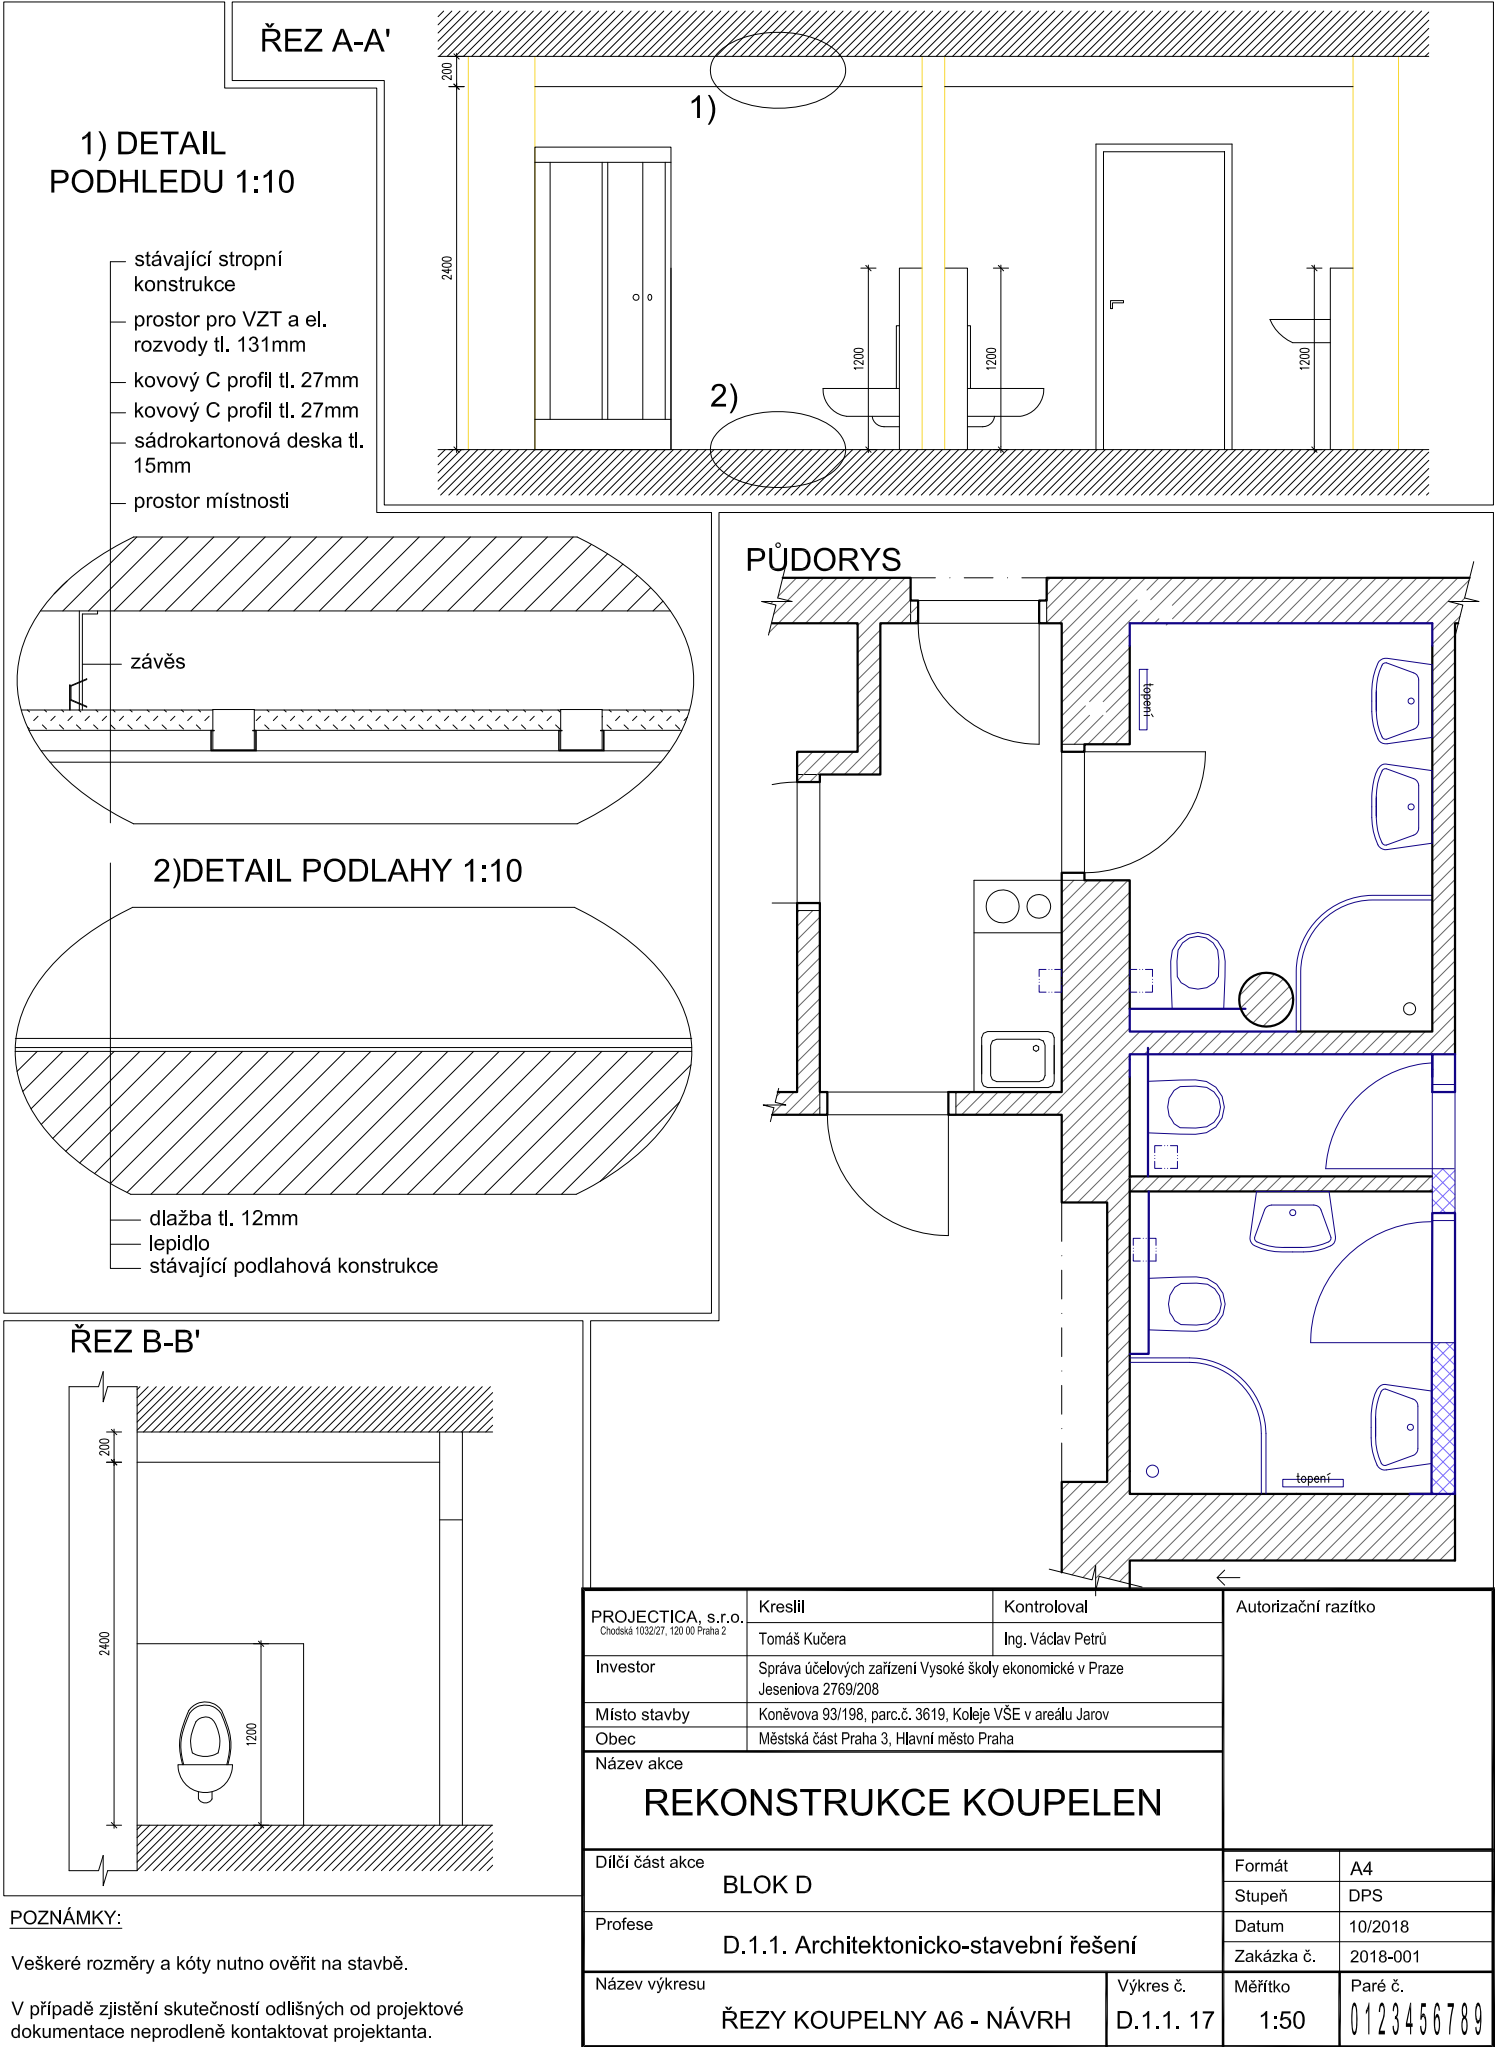 ŘEZ A-A'
200
2400
1)
2)
1200
1200
1200
1) DETAIL
PODHLEDU 1:10
stávající stropní
konstrukce
prostor pro VZT a el.
rozvody tl. 131mm
kovový C profil tl. 27mm
kovový C profil tl. 27mm
sádrokartonová deska tl.
15mm
prostor místnosti
závěs
2)DETAIL PODLAHY 1:10
dlažba tl. 12mm
lepidlo
stávající podlahová konstrukce
PŮDORYS
topení
topení
ŘEZ B-B'
200
2400
1200
POZNÁMKY:
Veškeré rozměry a kóty nutno ověřit na stavbě.
V případě zjistění skutečností odlišných od projektové
dokumentace neprodleně kontaktovat projektanta.
PROJECTICA, s.r.o.
Chodská 1032/27, 120 00 Praha 2
Kreslil
Kontroloval
Autorizační razítko
Tomáš Kučera
Ing. Václav Petrů
Investor
Správa účelových zařízení Vysoké školy ekonomické v Praze
Jeseniova 2769/208
Místo stavby
Koněvova 93/198, parc.č. 3619, Koleje VŠE v areálu Jarov
Obec
Městská část Praha 3, Hlavní město Praha
Název akce
REKONSTRUKCE KOUPELEN
Dílčí část akce
BLOK D
Formát
A4
Stupeň
DPS
Profese
D.1.1. Architektonicko-stavební řešení
Datum
10/2018
Zakázka č.
2018-001
Název výkresu
ŘEZY KOUPELNY A6 - NÁVRH
Výkres č.
D.1.1. 17
Měřítko
1:50
Paré č.
0123456789